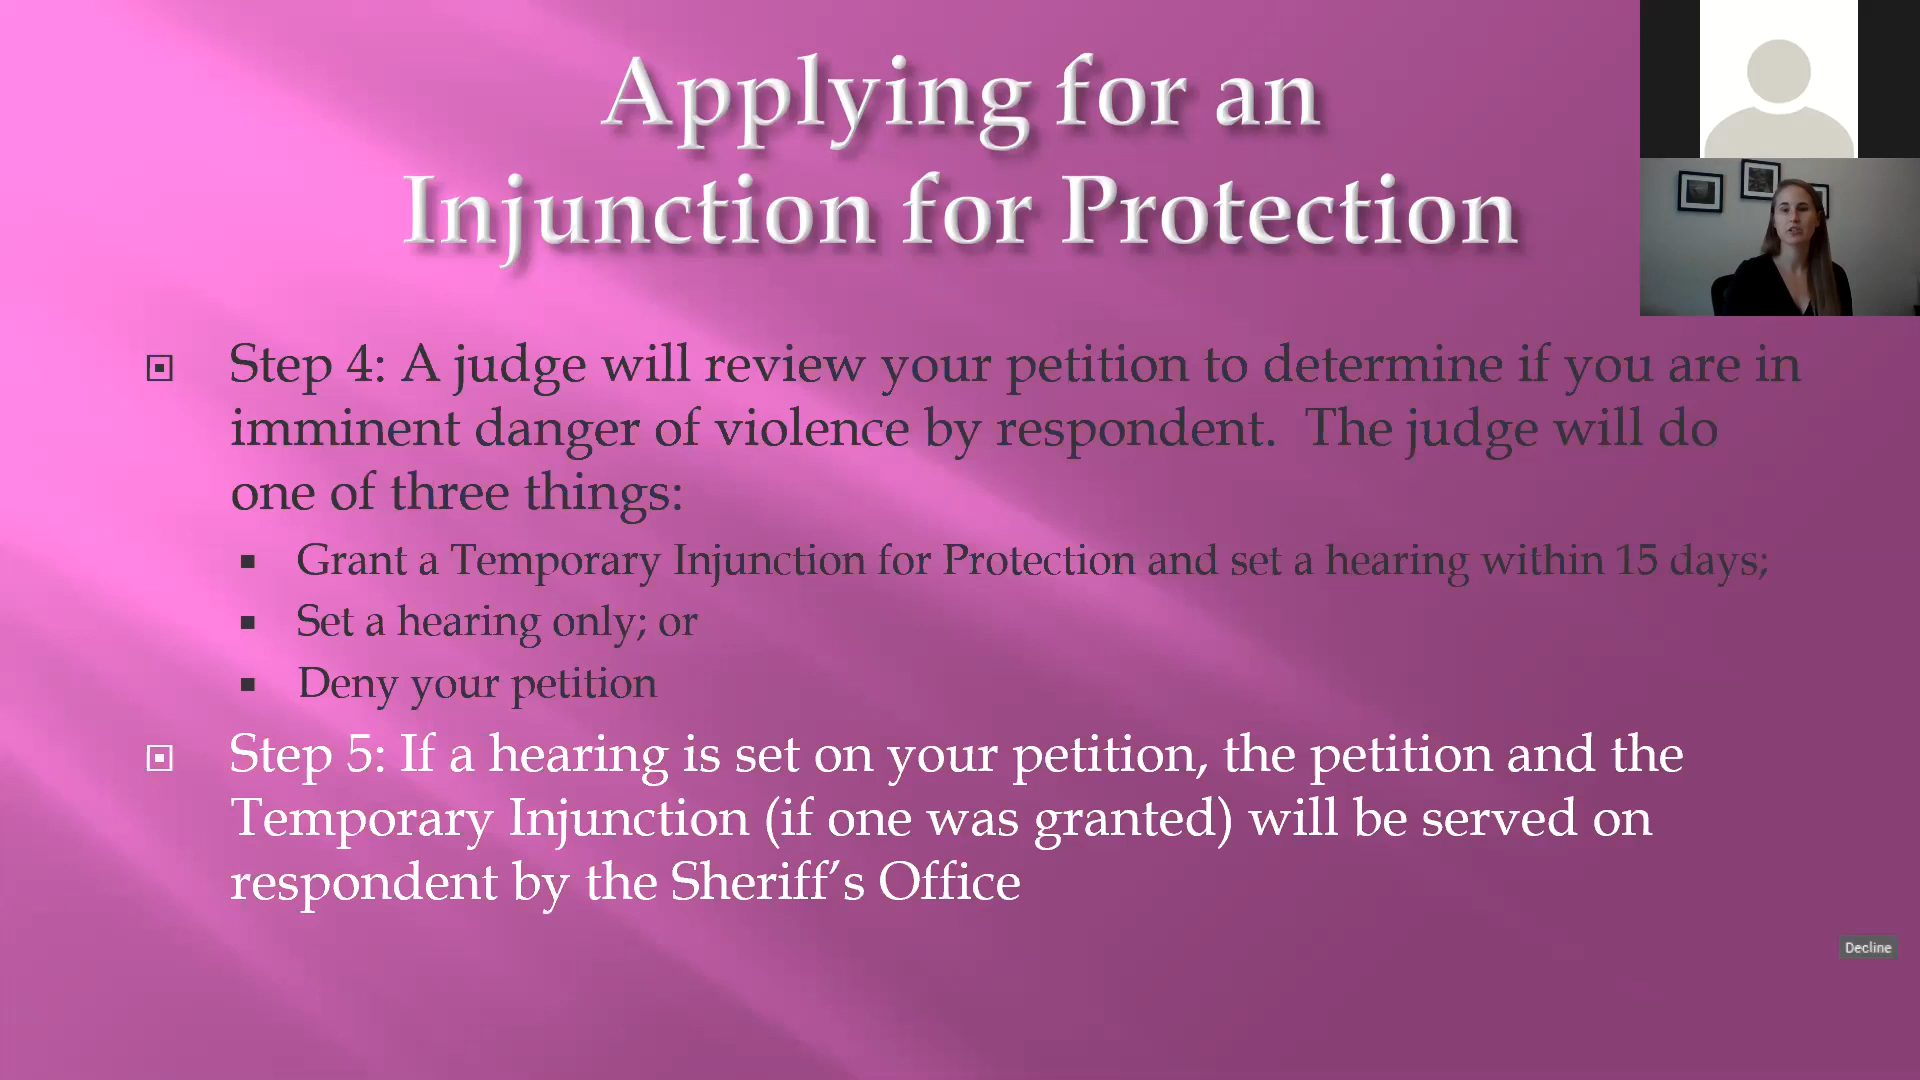 Applying for an
Injunction for Protection
Step 4: A judge will review your petition to determine if you are in
imminent danger of violence by respondent.  The judge will do
one of three things:
Grant a Temporary Injunction for Protection and set a hearing within 15 days;
Set a hearing only; or
Deny your petition
Step 5: If a hearing is set on your petition, the petition and the
Temporary Injunction (if one was granted) will be served on
respondent by the Sheriff’s Office
Decline